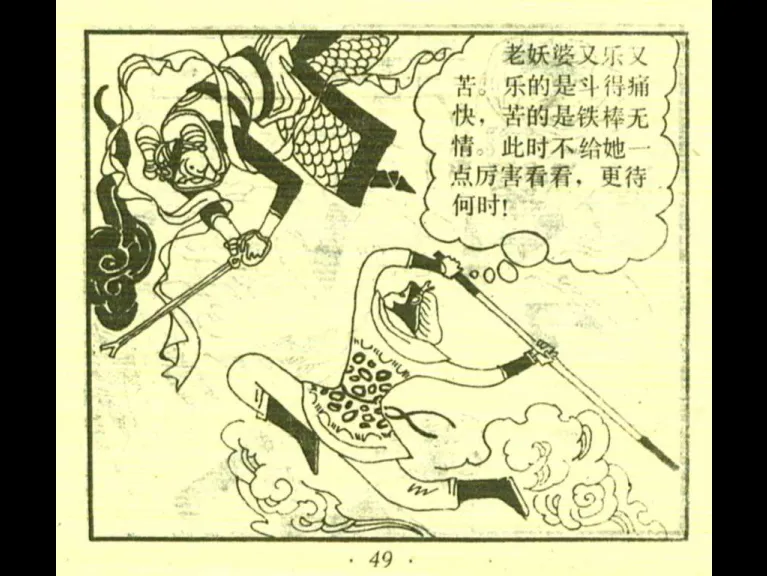 老妖婆又乐又
苦。乐的是斗得痛
快，苦的是铁棒无
情。此时不给她一
点厉害看看，更待
何时！
· 49 ·